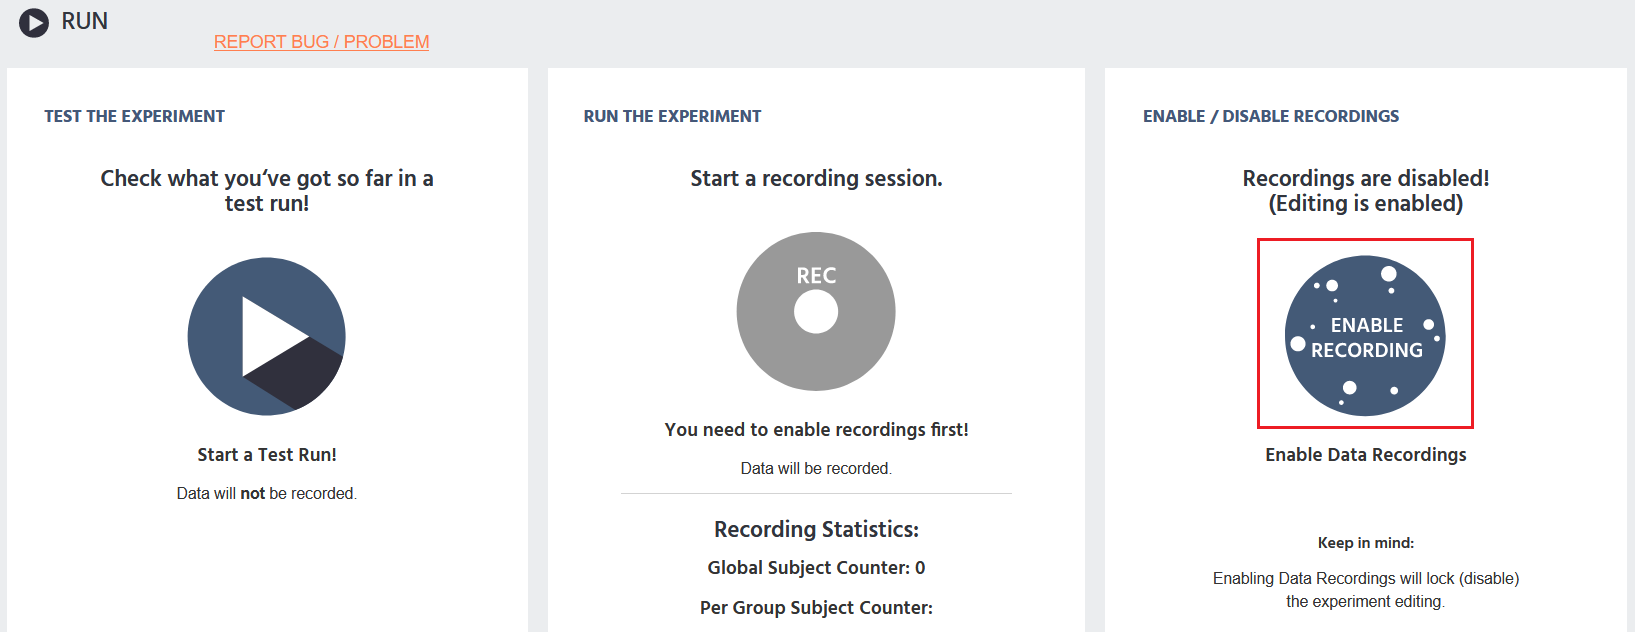 RUN
REPORT BUG / PROBLEM
TEST THE EXPERIMENT
Check what you’ve got so far in a
test run!
Start a Test Run!
Data will not be recorded.
RUN THE EXPERIMENT
Start a recording session.
REC
You need to enable recordings first!
Data will be recorded.
Recording Statistics:
Global Subject Counter: 0
Per Group Subject Counter:
ENABLE / DISABLE RECORDINGS
Recordings are disabled!
(Editing is enabled)
ENABLE
RECORDING
Enable Data Recordings
Keep in mind:
Enabling Data Recordings will lock (disable)
the experiment editing.